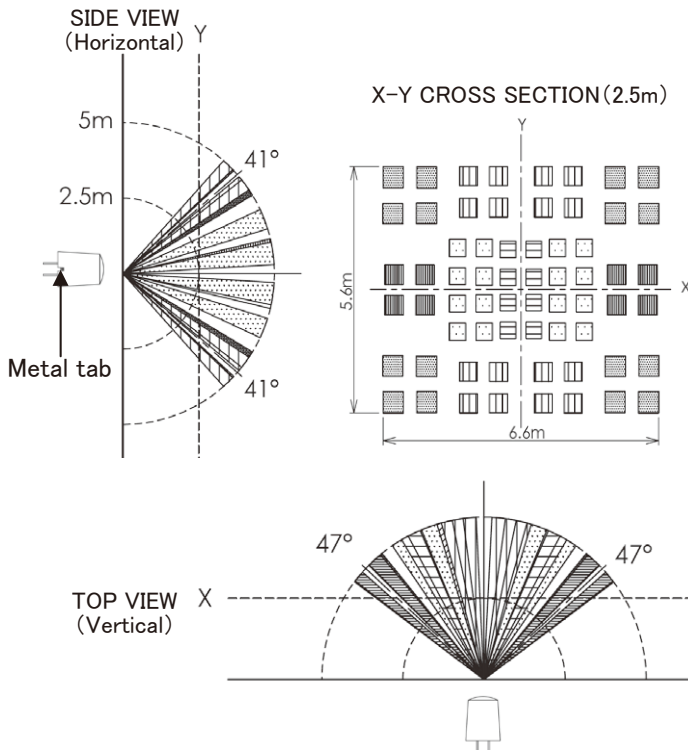 SIDE VIEW
(Horizontal)
Y
5m
41°
2.5m
41°
Metal tab
X-Y CROSS SECTION(2.5m)
Y
X
5.6m
6.6m
47°
47°
TOP VIEW
(Vertical)
X